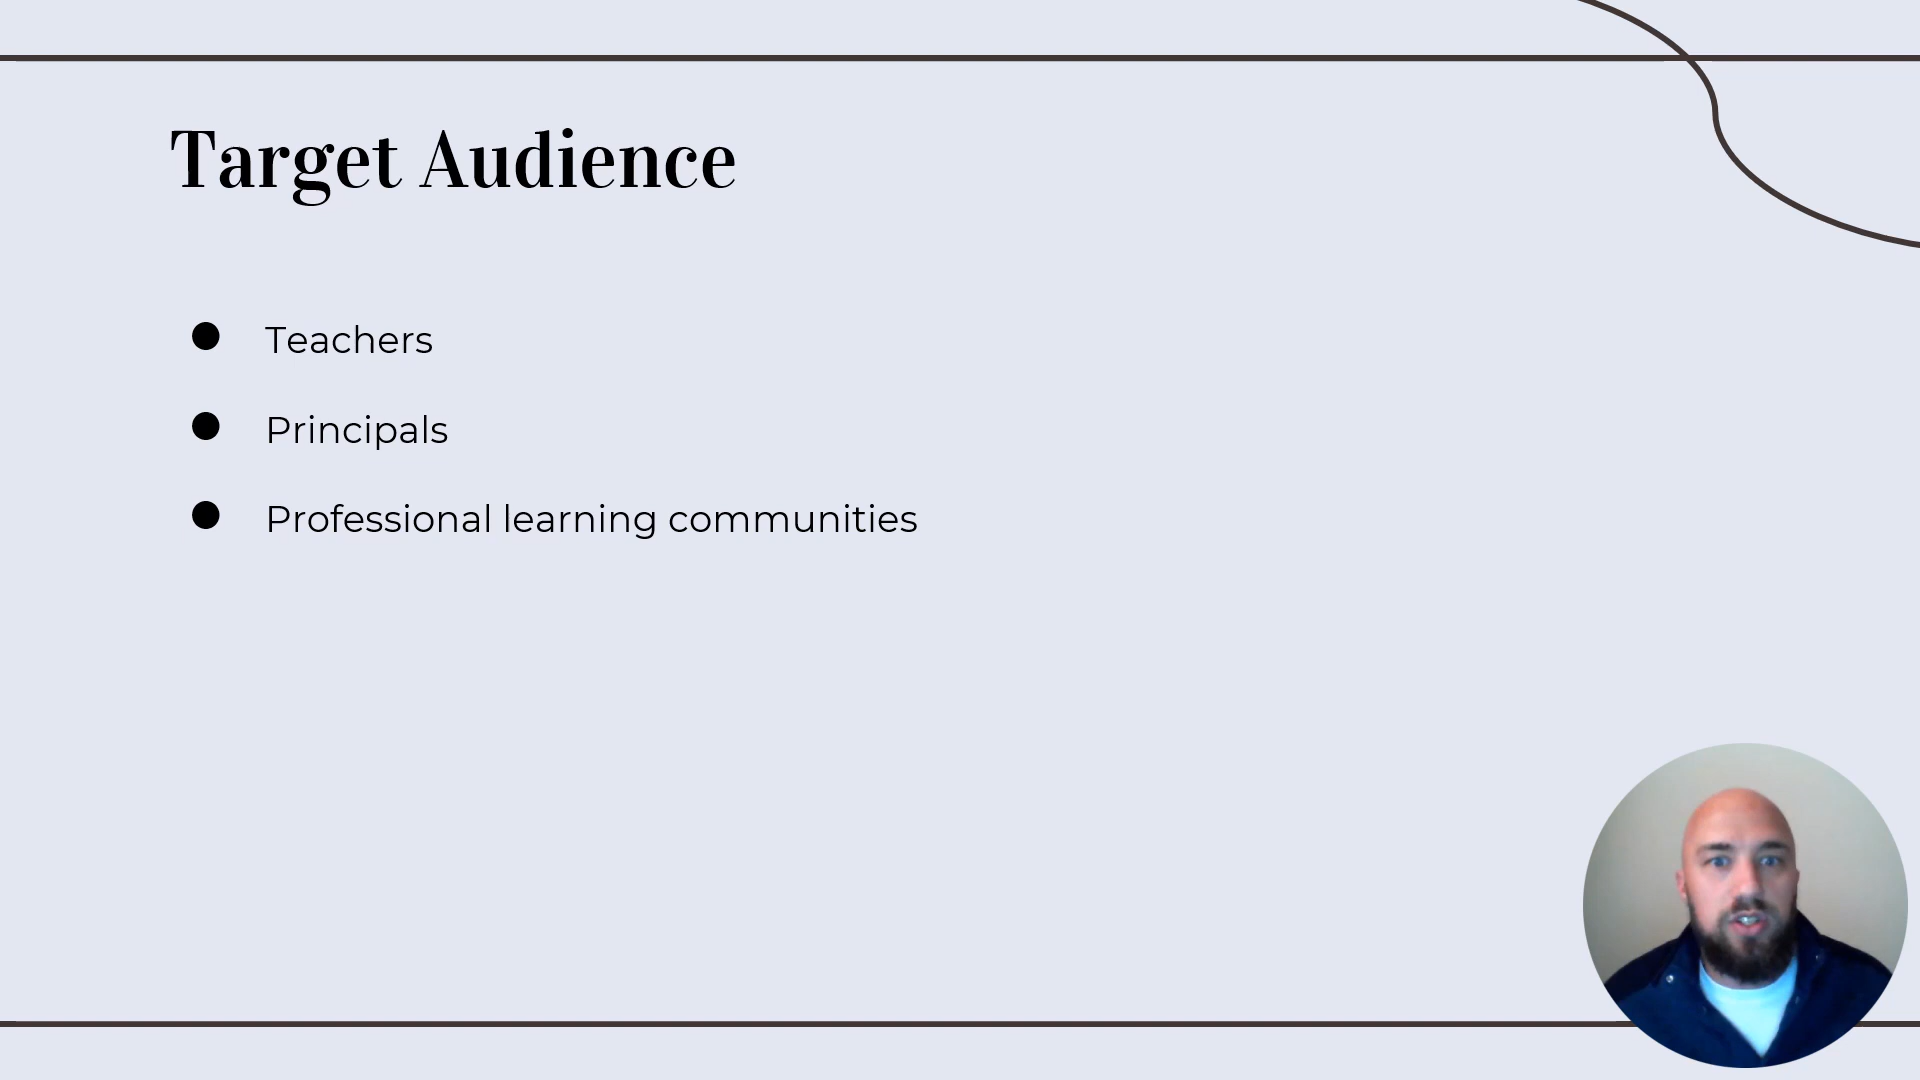 Target Audience
Teachers
Principals
Professional learning communities